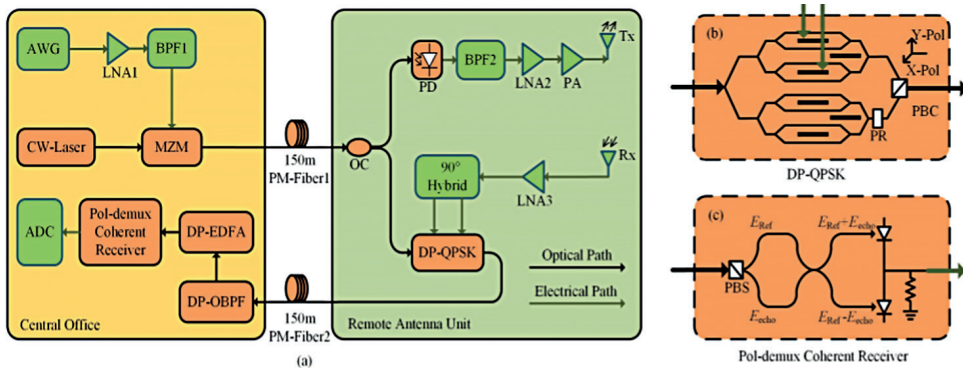 AWG
LNA1
BPF1
CW-Laser
MZM
ADC
Pol-demux
Coherent
Receiver
DP-EDFA
DP-OBPF
Central Office
150m
PM-Fiber1
150m
PM-Fiber2
(a)
OC
PD
BPF2
LNA2
PA
Tx
90°
Hybrid
LNA3
Rx
DP-QPSK
Optical Path
Electrical Path
Remote Antenna Unit
(b)
Y-Pol
X-Pol
PBC
PR
DP-QPSK
(c)
PBS
E_Ref
E_Ref+E_echo
E_echo
E_Ref-E_echo
Pol-demux Coherent Receiver